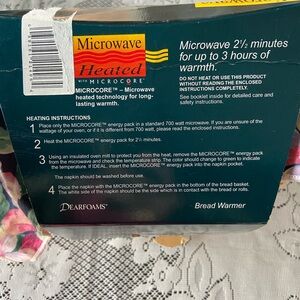 Microwave
Heated
WITH MICROCORE
MICROCORE™ – Microwave
heated technology for long-
lasting warmth.
Microwave 2½ minutes
for up to 3 hours of
warmth.
DO NOT HEAT OR USE THIS PRODUCT
WITHOUT READING THE ENCLOSED
INSTRUCTIONS COMPLETELY.
See booklet inside for detailed care and
safety instructions.
HEATING INSTRUCTIONS
1 Place only the MICROCORE™ energy pack in a standard 700 watt microwave. If you are unsure of the
wattage of your oven, or if it is different from 700 watt, please read the enclosed instructions.
2 Heat the MICROCORE™ energy pack for 2½ minutes.
3 Using an insulated oven mitt to protect you from the heat, remove the MICROCORE™ energy pack
from the microwave and check the temperature strip. The color should change to green to indicate
the temperature. If IDEAL, insert the MICROCORE™ energy pack into the napkin pocket.
The napkin should be washed before use.
4 Place the napkin with the MICROCORE™ energy pack in the bottom of the bread basket.
The white side of the napkin should be the side which is in contact with the bread or rolls.
DEARFOAMS®
Bread Warmer